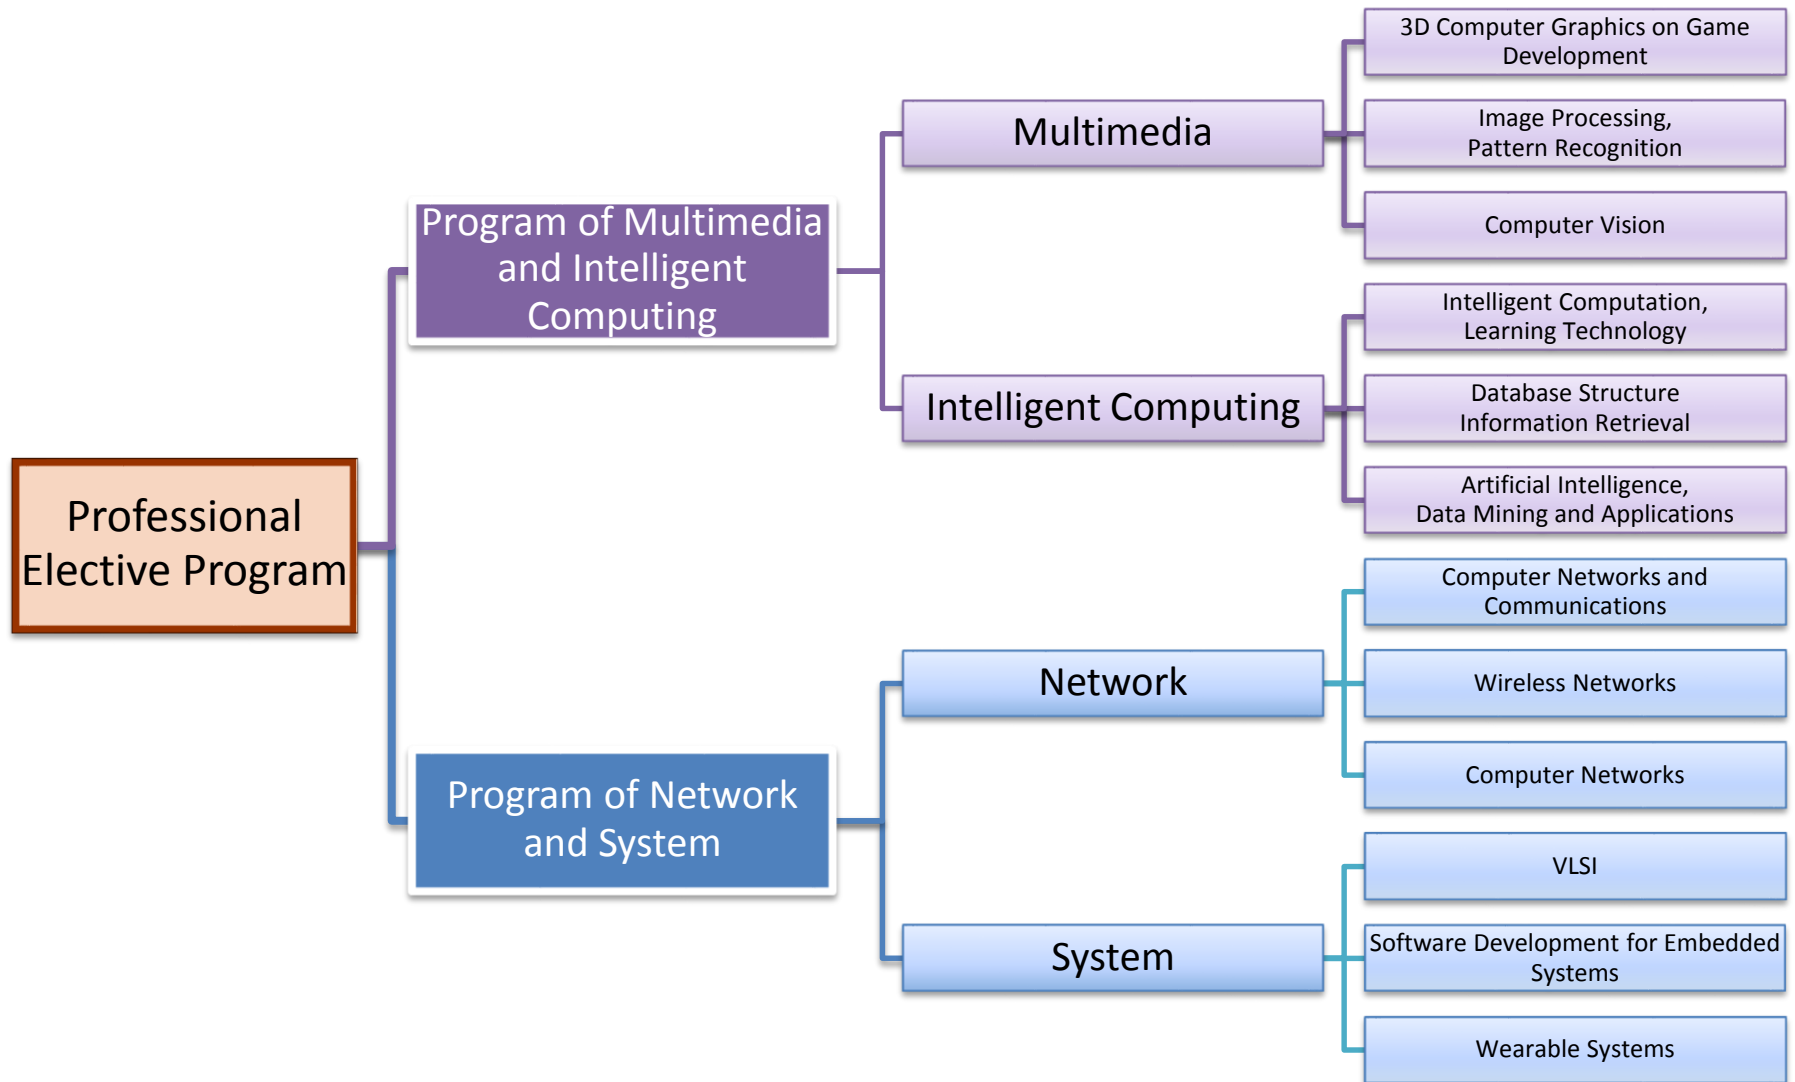 Professional
Elective Program
Program of Multimedia
and Intelligent
Computing
Multimedia
3D Computer Graphics on Game
Development
Image Processing,
Pattern Recognition
Computer Vision
Intelligent Computing
Intelligent Computation,
Learning Technology
Database Structure
Information Retrieval
Artificial Intelligence,
Data Mining and Applications
Program of Network
and System
Network
Computer Networks and
Communications
Wireless Networks
Computer Networks
System
VLSI
Software Development for Embedded
Systems
Wearable Systems